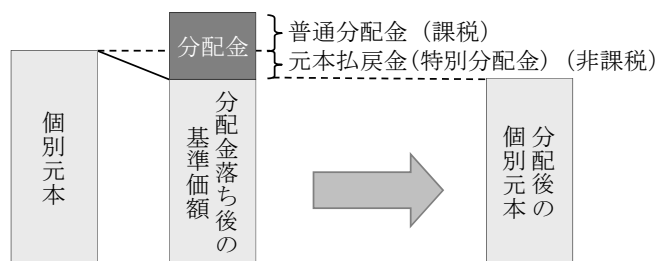 分配金
普通分配金（課税）
元本払戻金(特別分配金)（非課税）
個別元本
分配金落ち後の
基準価額
分配後の
個別元本